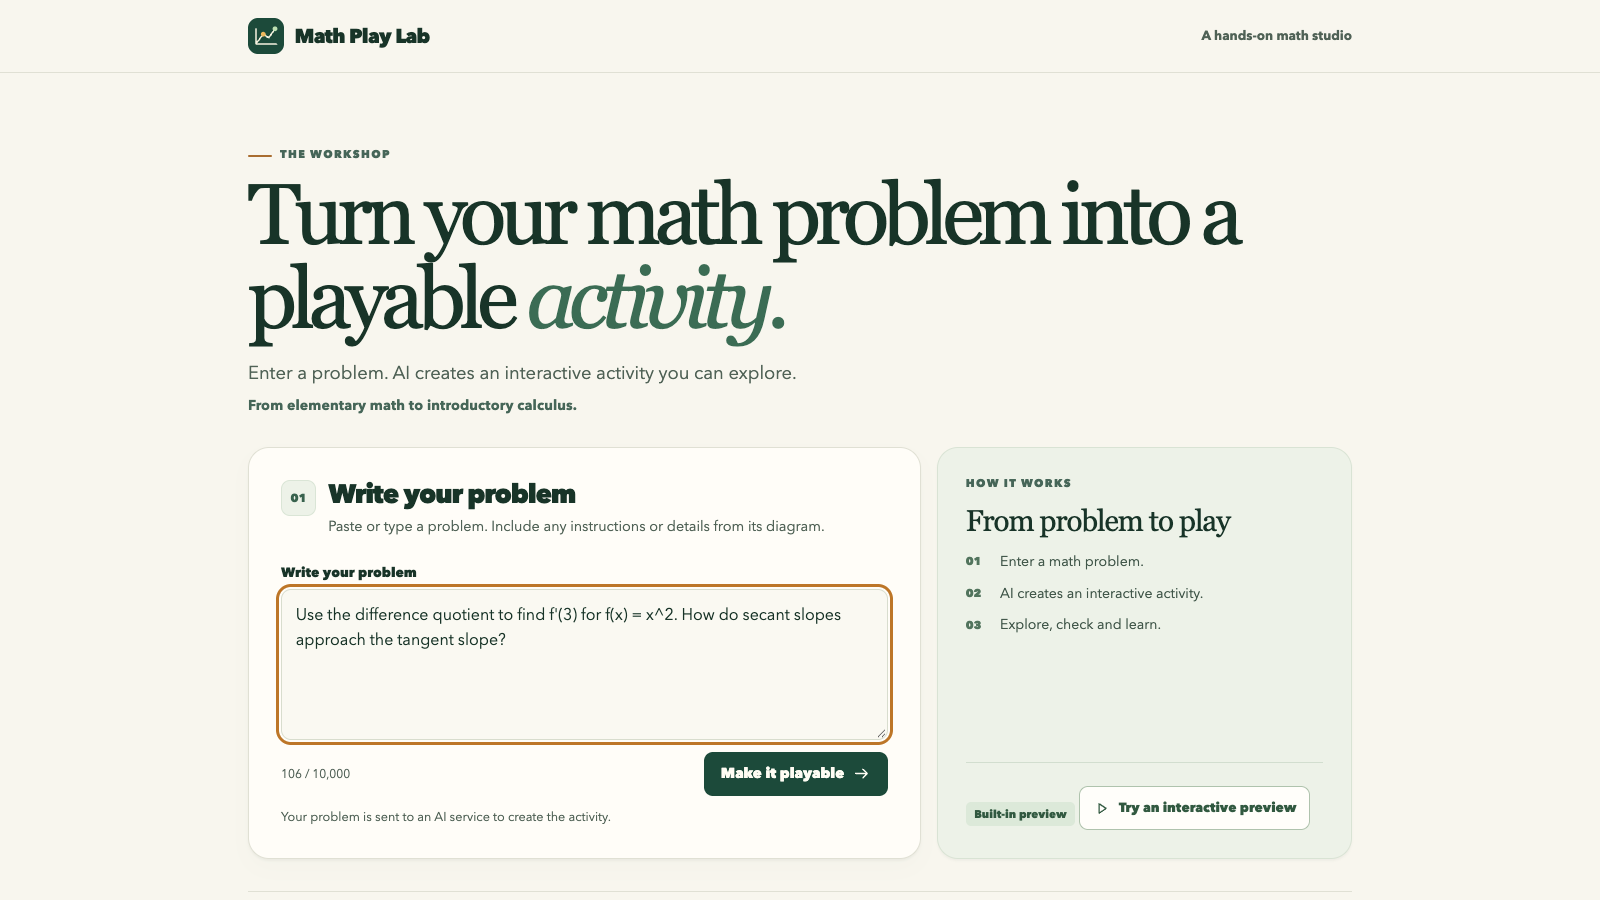 Math Play Lab
A hands-on math studio
THE WORKSHOP
Turn your math problem into a
playable activity.
Enter a problem. AI creates an interactive activity you can explore.
From elementary math to introductory calculus.
01
Write your problem
Paste or type a problem. Include any instructions or details from its diagram.
Write your problem
Use the difference quotient to find f'(3) for f(x) = x^2. How do secant slopes
approach the tangent slope?
106 / 10,000
Make it playable →
Your problem is sent to an AI service to create the activity.
HOW IT WORKS
From problem to play
01 Enter a math problem.
02 AI creates an interactive activity.
03 Explore, check and learn.
Built-in preview
Try an interactive preview